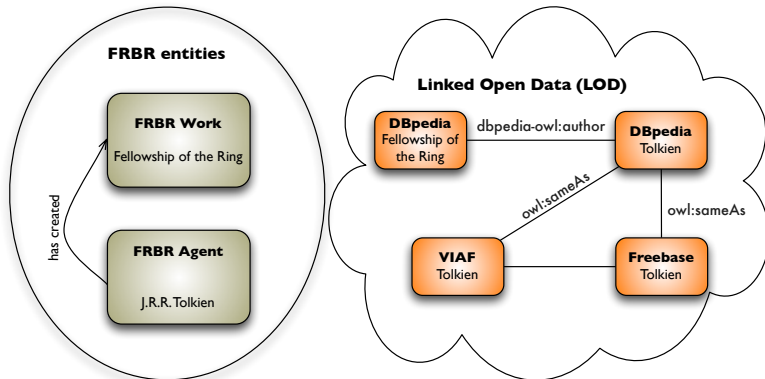 FRBR entities
FRBR Work
Fellowship of the Ring
has created
FRBR Agent
J.R.R. Tolkien
Linked Open Data (LOD)
DBpedia
Fellowship of
the Ring
dbpedia-owl:author
DBpedia
Tolkien
owl:sameAs
owl:sameAs
VIAF
Tolkien
Freebase
Tolkien